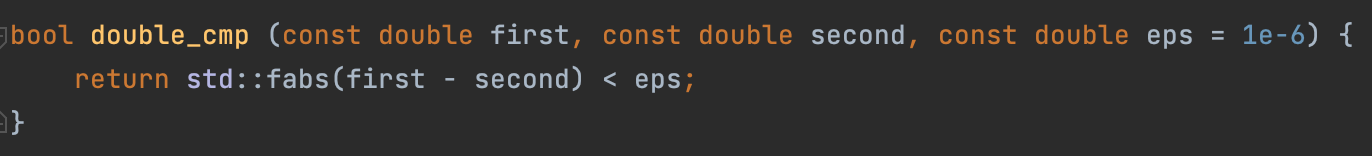 bool double_cmp (const double first, const double second, const double eps = 1e-6) {
    return std::fabs(first - second) < eps;
}